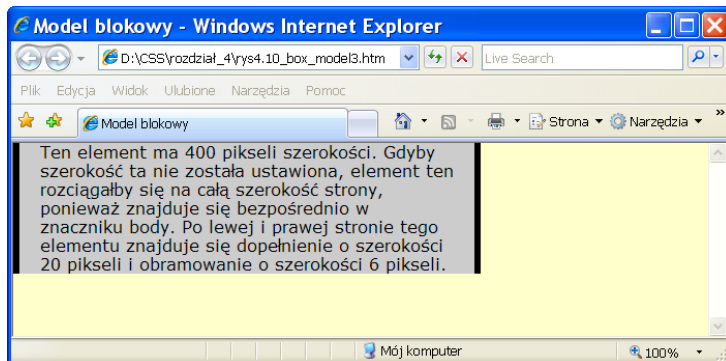 Model blokowy - Windows Internet Explorer
D:\CSS\rozdział_4\rys4.10_box_model3.htm
Live Search
Plik Edycja Widok Ulubione Narzędzia Pomoc
Model blokowy
Strona
Narzędzia
»
Ten element ma 400 pikseli szerokości. Gdyby
szerokość ta nie została ustawiona, element ten
rozciągałby się na całą szerokość strony,
ponieważ znajduje się bezpośrednio w
znaczniku body. Po lewej i prawej stronie tego
elementu znajduje się dopełnienie o szerokości
20 pikseli i obramowanie o szerokości 6 pikseli.
Mój komputer
100%